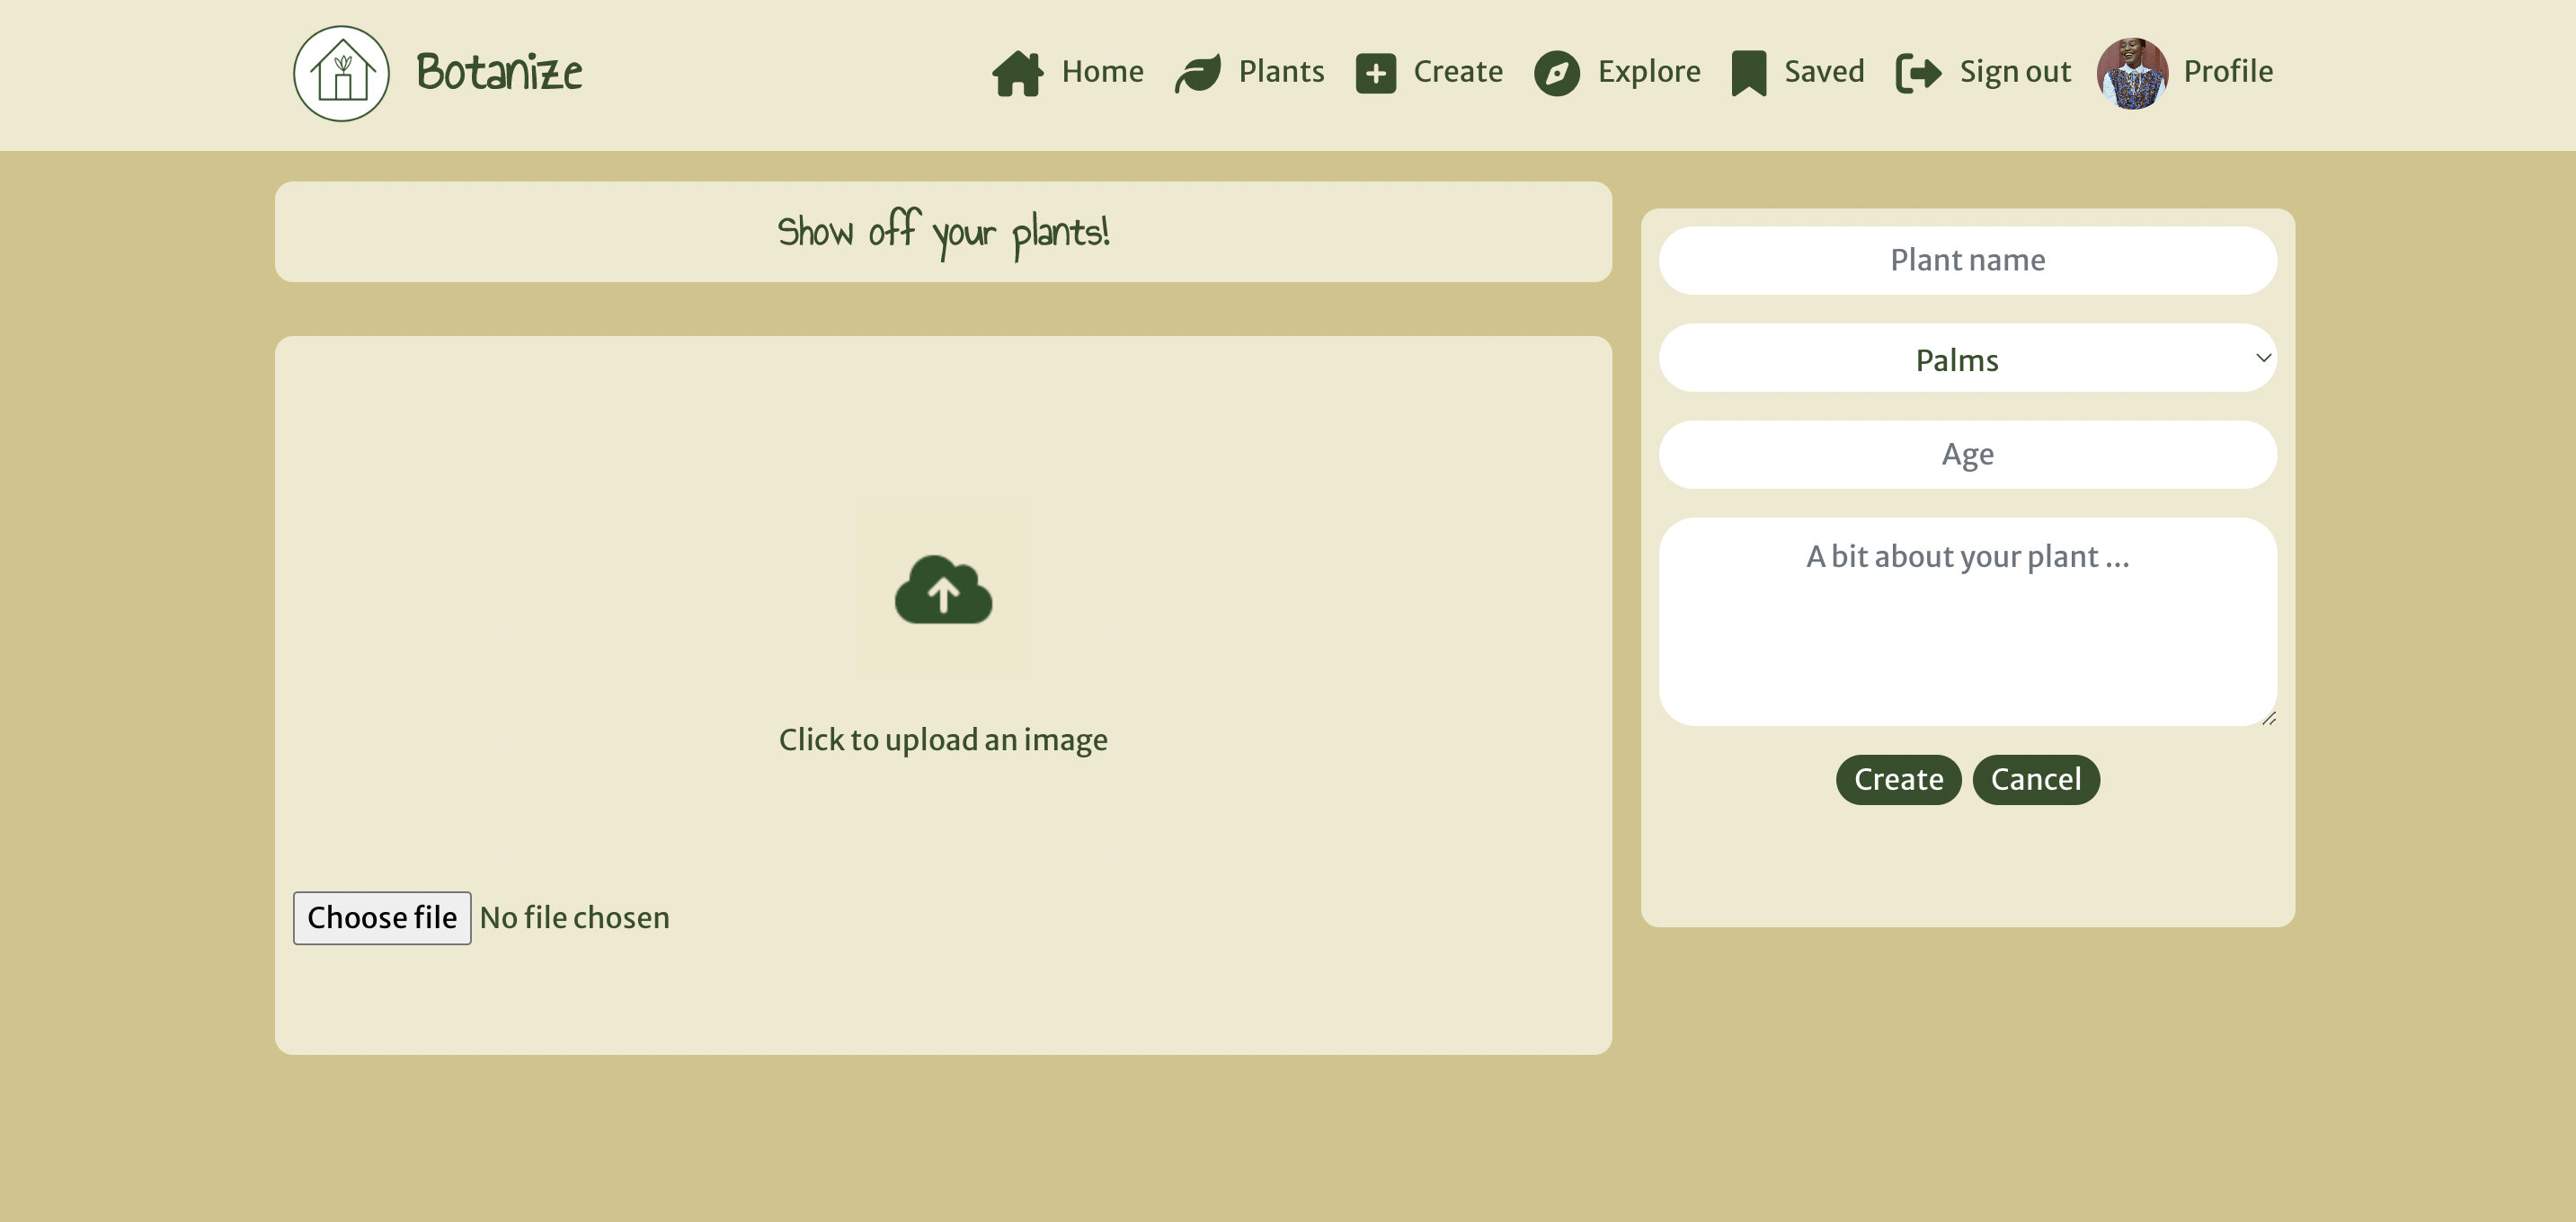 Botanize
Home Plants Create Explore Saved Sign out Profile
Show off your plants!
Click to upload an image
Choose file No file chosen
Plant name
Palms
Age
A bit about your plant ...
Create Cancel